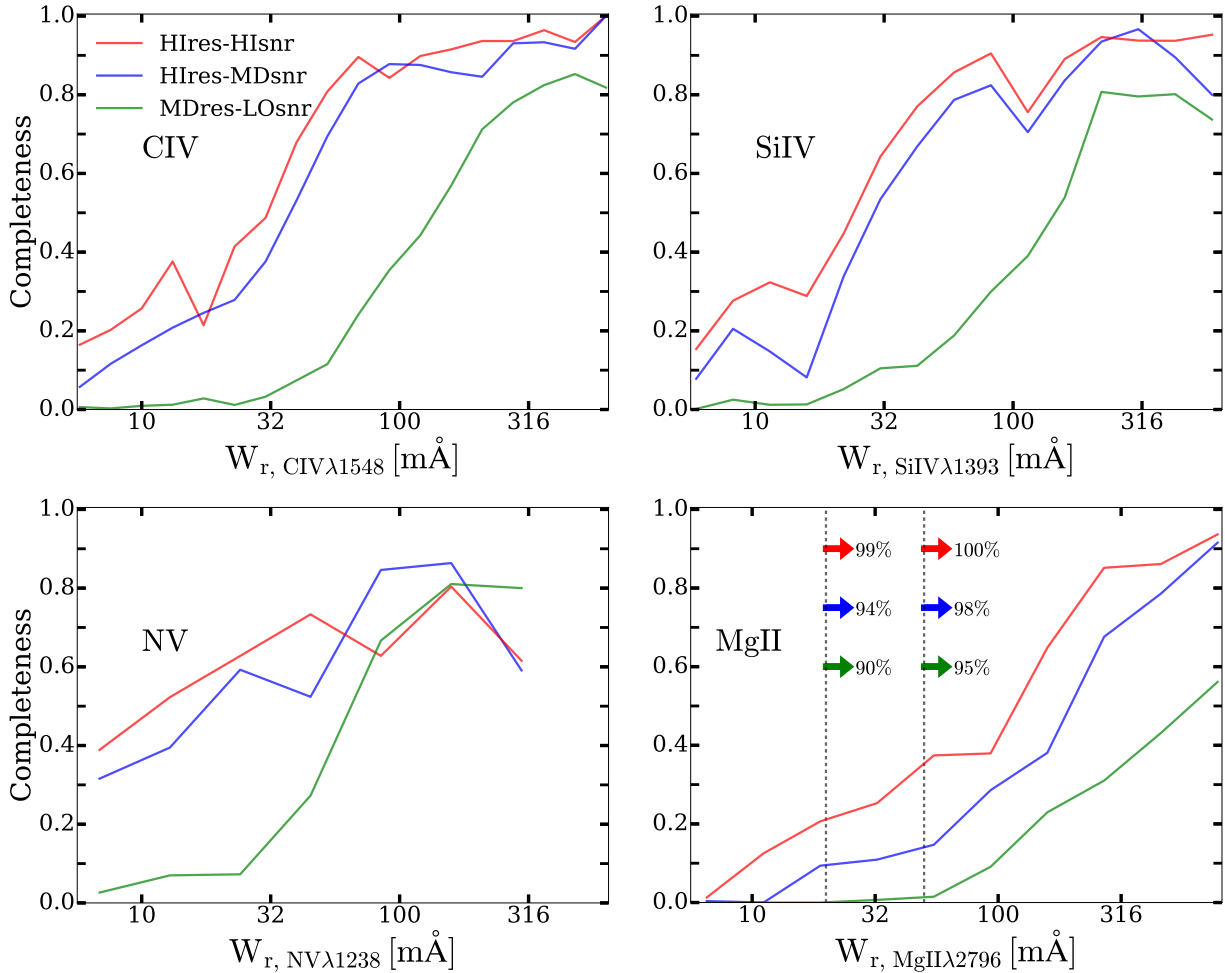 1.0
0.8
0.6
0.4
0.2
0.0
Completeness
HIres-HIsnr
HIres-MDsnr
MDres-LOsnr
CIV
10 32 100 316
W_r, CIVλ1548 [mÅ]
1.0
0.8
0.6
0.4
0.2
0.0
SiIV
10 32 100 316
W_r, SiIVλ1393 [mÅ]
1.0
0.8
0.6
0.4
0.2
0.0
Completeness
NV
10 32 100 316
W_r, NVλ1238 [mÅ]
1.0
0.8
0.6
0.4
0.2
0.0
99% 100%
94% 98%
90% 95%
MgII
10 32 100 316
W_r, MgIIλ2796 [mÅ]